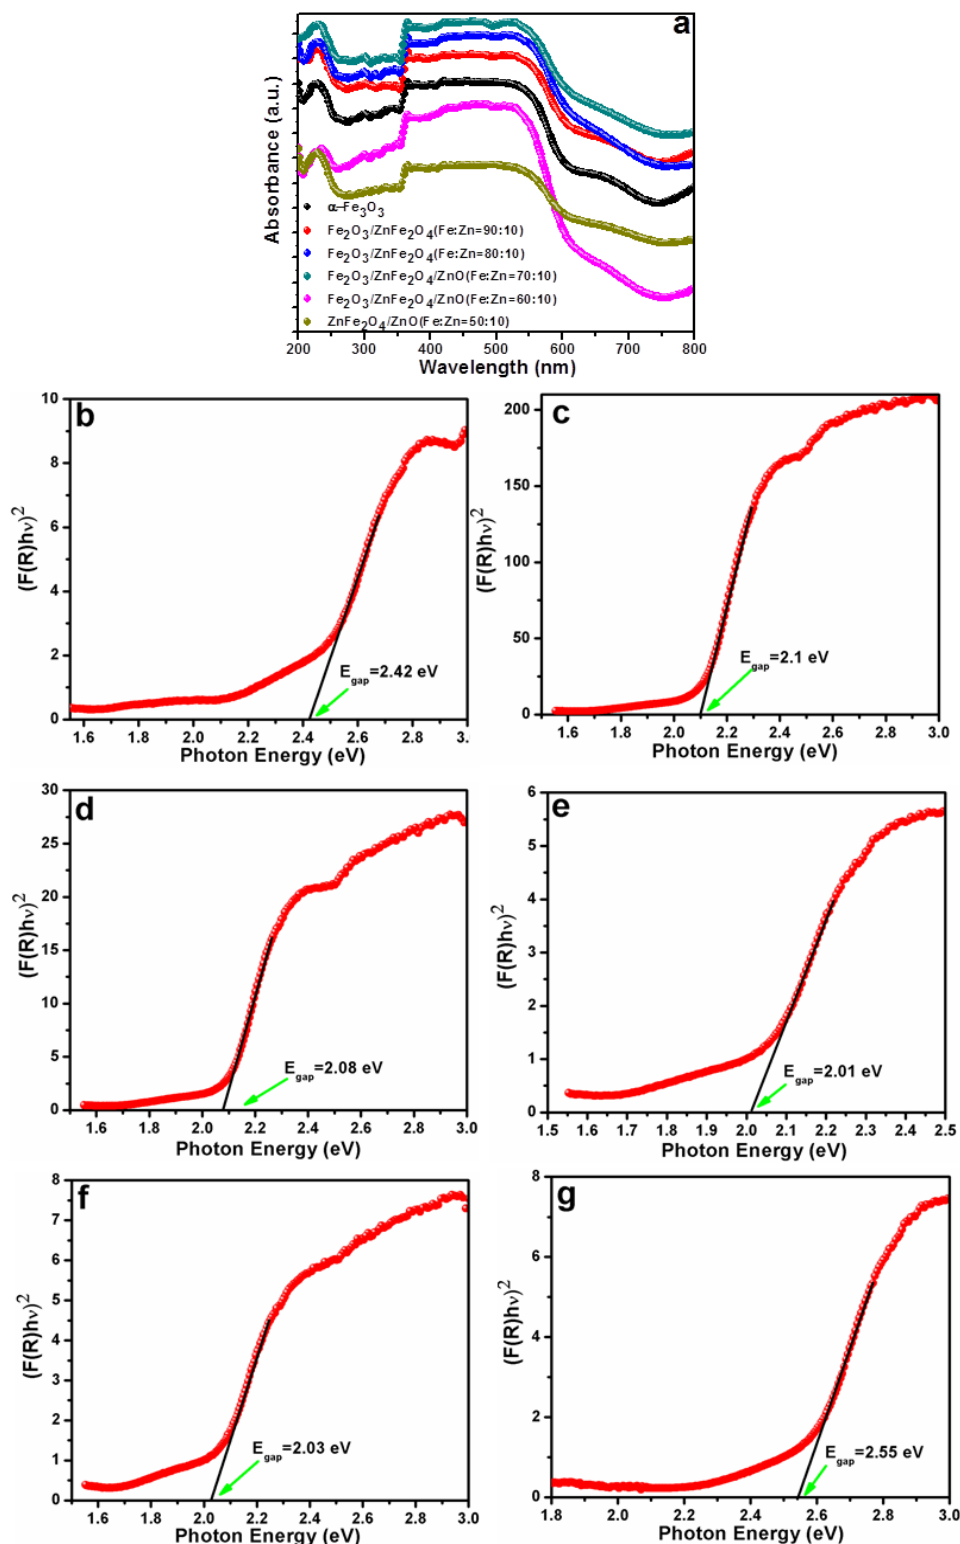 a
Absorbance (a.u.)
α–Fe₃O₃
Fe₂O₃/ZnFe₂O₄(Fe:Zn=90:10)
Fe₂O₃/ZnFe₂O₄(Fe:Zn=80:10)
Fe₂O₃/ZnFe₂O₄/ZnO(Fe:Zn=70:10)
Fe₂O₃/ZnFe₂O₄/ZnO(Fe:Zn=60:10)
ZnFe₂O₄/ZnO(Fe:Zn=50:10)
200 300 400 500 600 700 800
Wavelength (nm)
b
10
8
6
4
2
0
(F(R)hν)²
E_gap=2.42 eV
1.6 1.8 2.0 2.2 2.4 2.6 2.8 3.
Photon Energy (eV)
c
200
150
100
50
0
(F(R)hν)²
E_gap=2.1 eV
1.6 1.8 2.0 2.2 2.4 2.6 2.8 3.0
Photon Energy (eV)
d
30
25
20
15
10
5
0
(F(R)hν)²
E_gap=2.08 eV
1.6 1.8 2.0 2.2 2.4 2.6 2.8 3.0
Photon Energy (eV)
e
6
5
4
3
2
1
0
(F(R)hν)²
E_gap=2.01 eV
1.5 1.6 1.7 1.8 1.9 2.0 2.1 2.2 2.3 2.4 2.5
Photon Energy (eV)
f
8
7
6
5
4
3
2
1
0
(F(R)hν)²
E_gap=2.03 eV
1.6 1.8 2.0 2.2 2.4 2.6 2.8 3.0
Photon Energy (eV)
g
8
6
4
2
0
(F(R)hν)²
E_gap=2.55 eV
1.8 2.0 2.2 2.4 2.6 2.8 3.0
Photon Energy (eV)